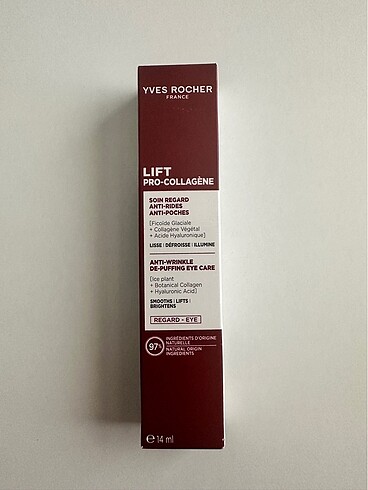 YVES ROCHER
FRANCE
LIFT
PRO-COLLAGÈNE
SOIN REGARD
ANTI-RIDES
ANTI-POCHES
[Ficoïde Glaciale
+ Collagène Végétal
+ Acide Hyaluronique]
LISSE | DÉFROISSE | ILLUMINE
ANTI-WRINKLE
DE-PUFFING EYE CARE
[Ice plant
+ Botanical Collagen
+ Hyaluronic Acid]
SMOOTHS | LIFTS |
BRIGHTENS
REGARD - EYE
97%
INGRÉDIENTS D'ORIGINE
NATURELLE
NATURAL ORIGIN
INGREDIENTS
℮ 14 ml